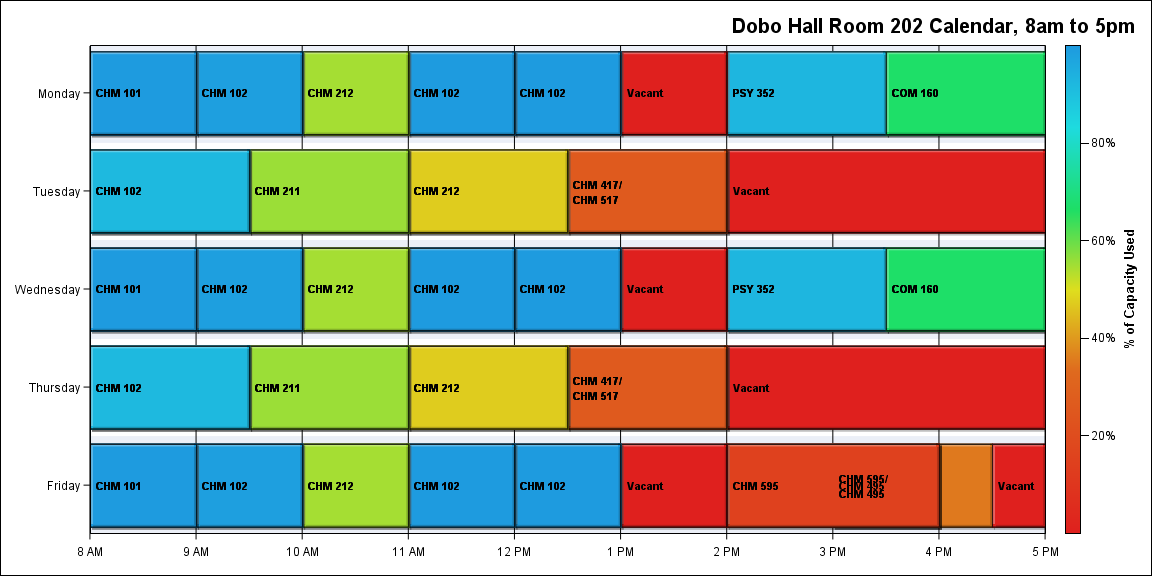 Dobo Hall Room 202 Calendar, 8am to 5pm
Monday
CHM 101
CHM 102
CHM 212
CHM 102
CHM 102
Vacant
PSY 352
COM 160
Tuesday
CHM 102
CHM 211
CHM 212
CHM 417/
CHM 517
Vacant
Wednesday
CHM 101
CHM 102
CHM 212
CHM 102
CHM 102
Vacant
PSY 352
COM 160
Thursday
CHM 102
CHM 211
CHM 212
CHM 417/
CHM 517
Vacant
Friday
CHM 101
CHM 102
CHM 212
CHM 102
CHM 102
Vacant
CHM 595
CHM 595/
CHM 495
CHM 495
Vacant
8 AM
9 AM
10 AM
11 AM
12 PM
1 PM
2 PM
3 PM
4 PM
5 PM
80%
60%
40%
20%
% of Capacity Used